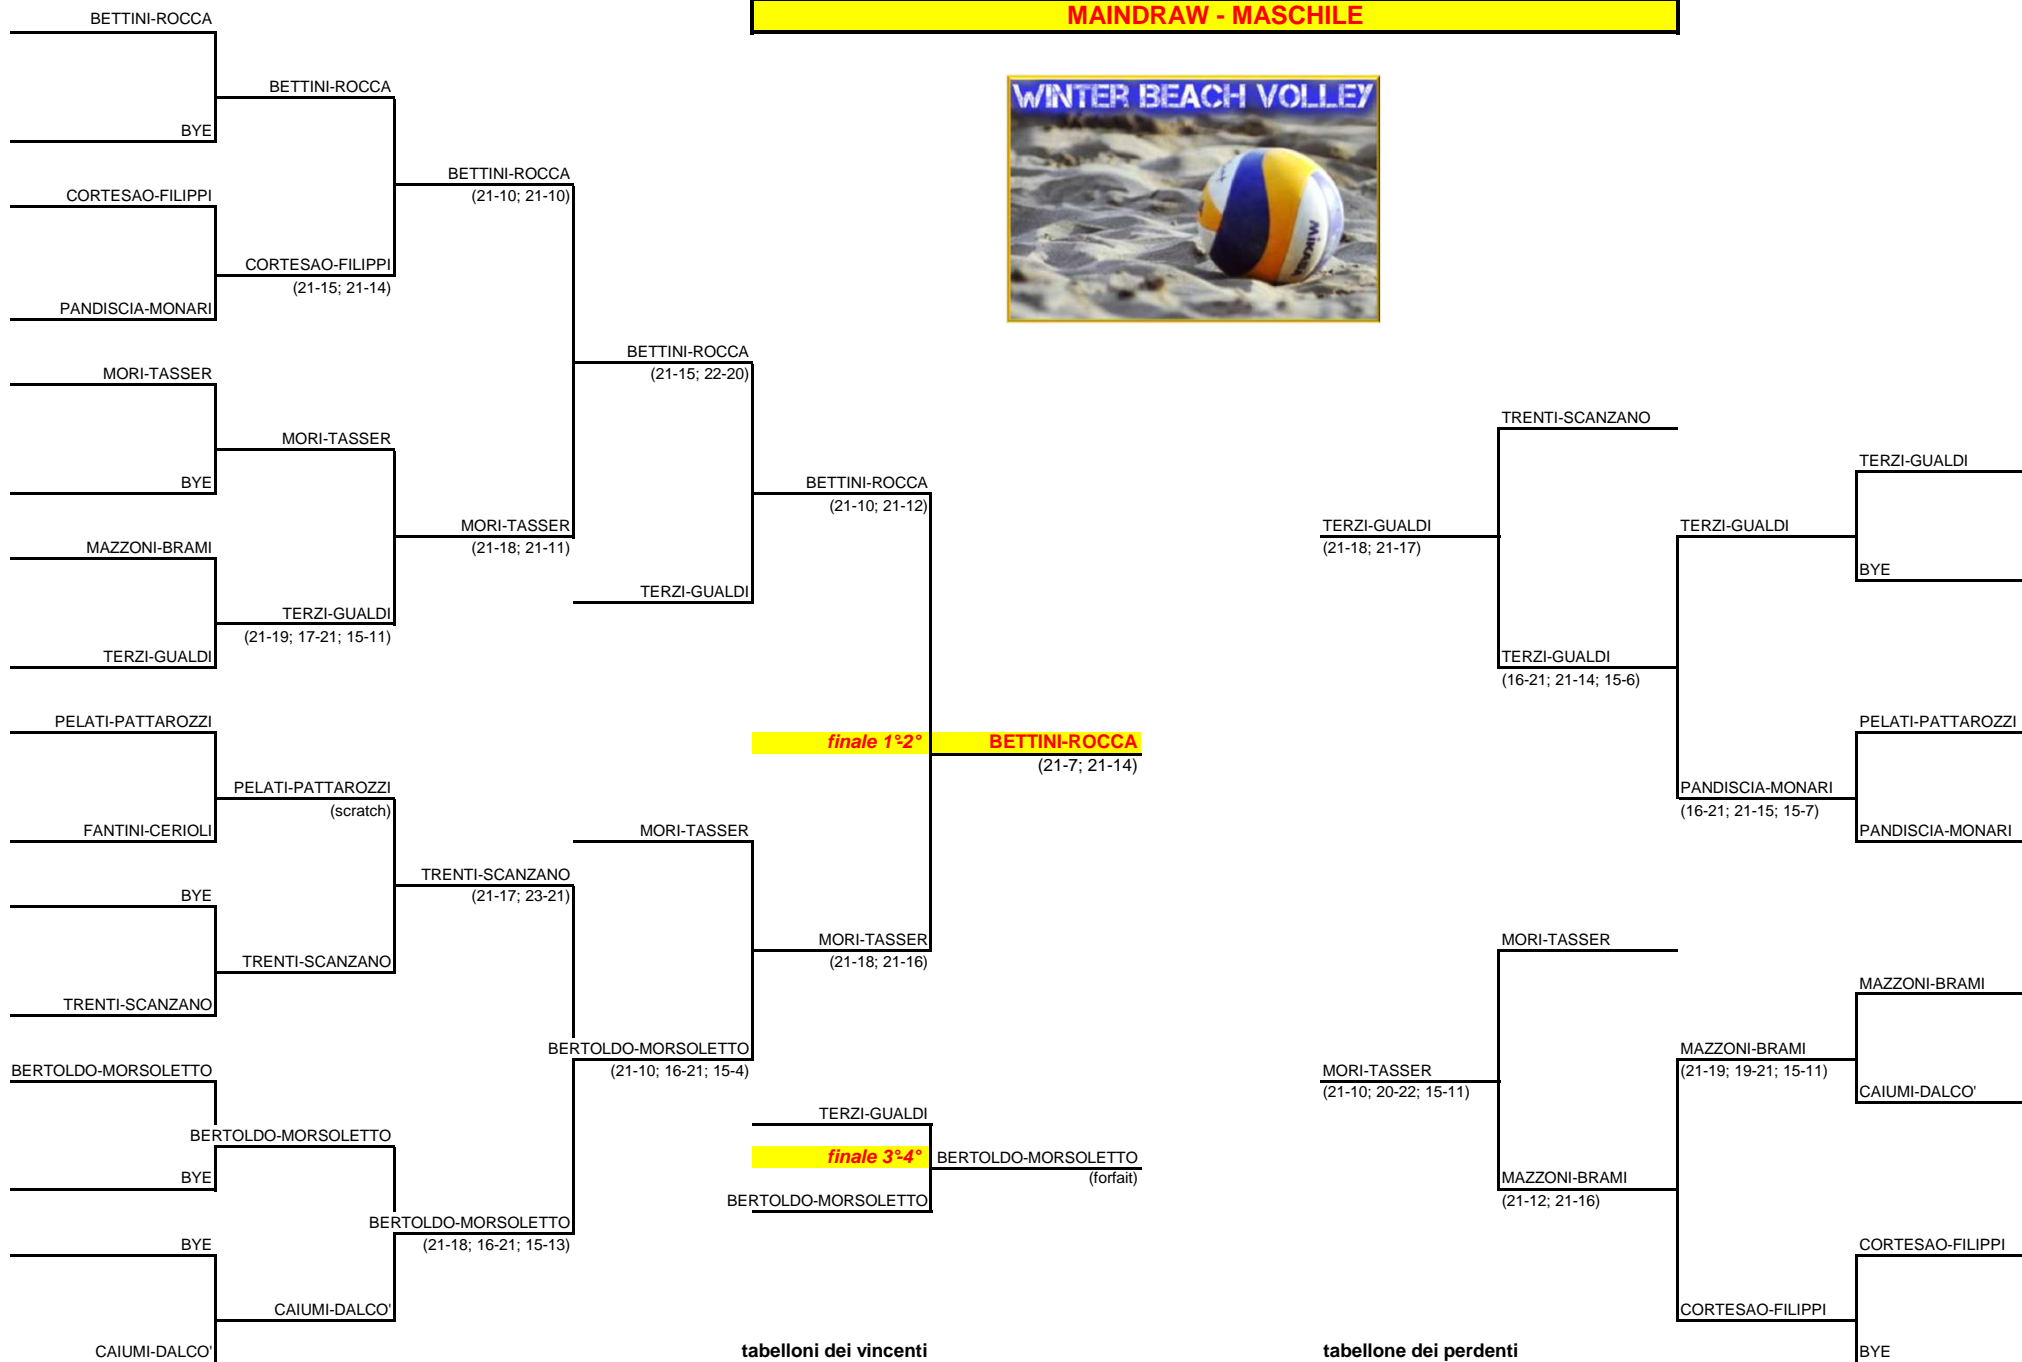 MAINDRAW - MASCHILE
WINTER BEACH VOLLEY
MIKASA
BETTINI-ROCCA
BYE
CORTESAO-FILIPPI
PANDISCIA-MONARI
MORI-TASSER
BYE
MAZZONI-BRAMI
TERZI-GUALDI
PELATI-PATTAROZZI
FANTINI-CERIOLI
BYE
TRENTI-SCANZANO
BERTOLDO-MORSOLETTO
BYE
BYE
CAIUMI-DALCO'
BETTINI-ROCCA
CORTESAO-FILIPPI
(21-15; 21-14)
MORI-TASSER
TERZI-GUALDI
(21-19; 17-21; 15-11)
PELATI-PATTAROZZI
(scratch)
TRENTI-SCANZANO
BERTOLDO-MORSOLETTO
CAIUMI-DALCO'
BETTINI-ROCCA
(21-10; 21-10)
MORI-TASSER
(21-18; 21-11)
TRENTI-SCANZANO
(21-17; 23-21)
BERTOLDO-MORSOLETTO
(21-18; 16-21; 15-13)
BETTINI-ROCCA
(21-15; 22-20)
TERZI-GUALDI
MORI-TASSER
BERTOLDO-MORSOLETTO
(21-10; 16-21; 15-4)
BETTINI-ROCCA
(21-10; 21-12)
finale 1°-2°
MORI-TASSER
(21-18; 21-16)
TERZI-GUALDI
finale 3°-4°
BERTOLDO-MORSOLETTO
BETTINI-ROCCA
(21-7; 21-14)
BERTOLDO-MORSOLETTO
(forfait)
TERZI-GUALDI
(21-18; 21-17)
MORI-TASSER
(21-10; 20-22; 15-11)
TRENTI-SCANZANO
TERZI-GUALDI
(16-21; 21-14; 15-6)
MORI-TASSER
MAZZONI-BRAMI
(21-12; 21-16)
TERZI-GUALDI
PANDISCIA-MONARI
(16-21; 21-15; 15-7)
MAZZONI-BRAMI
(21-19; 19-21; 15-11)
CORTESAO-FILIPPI
TERZI-GUALDI
BYE
PELATI-PATTAROZZI
PANDISCIA-MONARI
MAZZONI-BRAMI
CAIUMI-DALCO'
CORTESAO-FILIPPI
BYE
tabelloni dei vincenti
tabellone dei perdenti